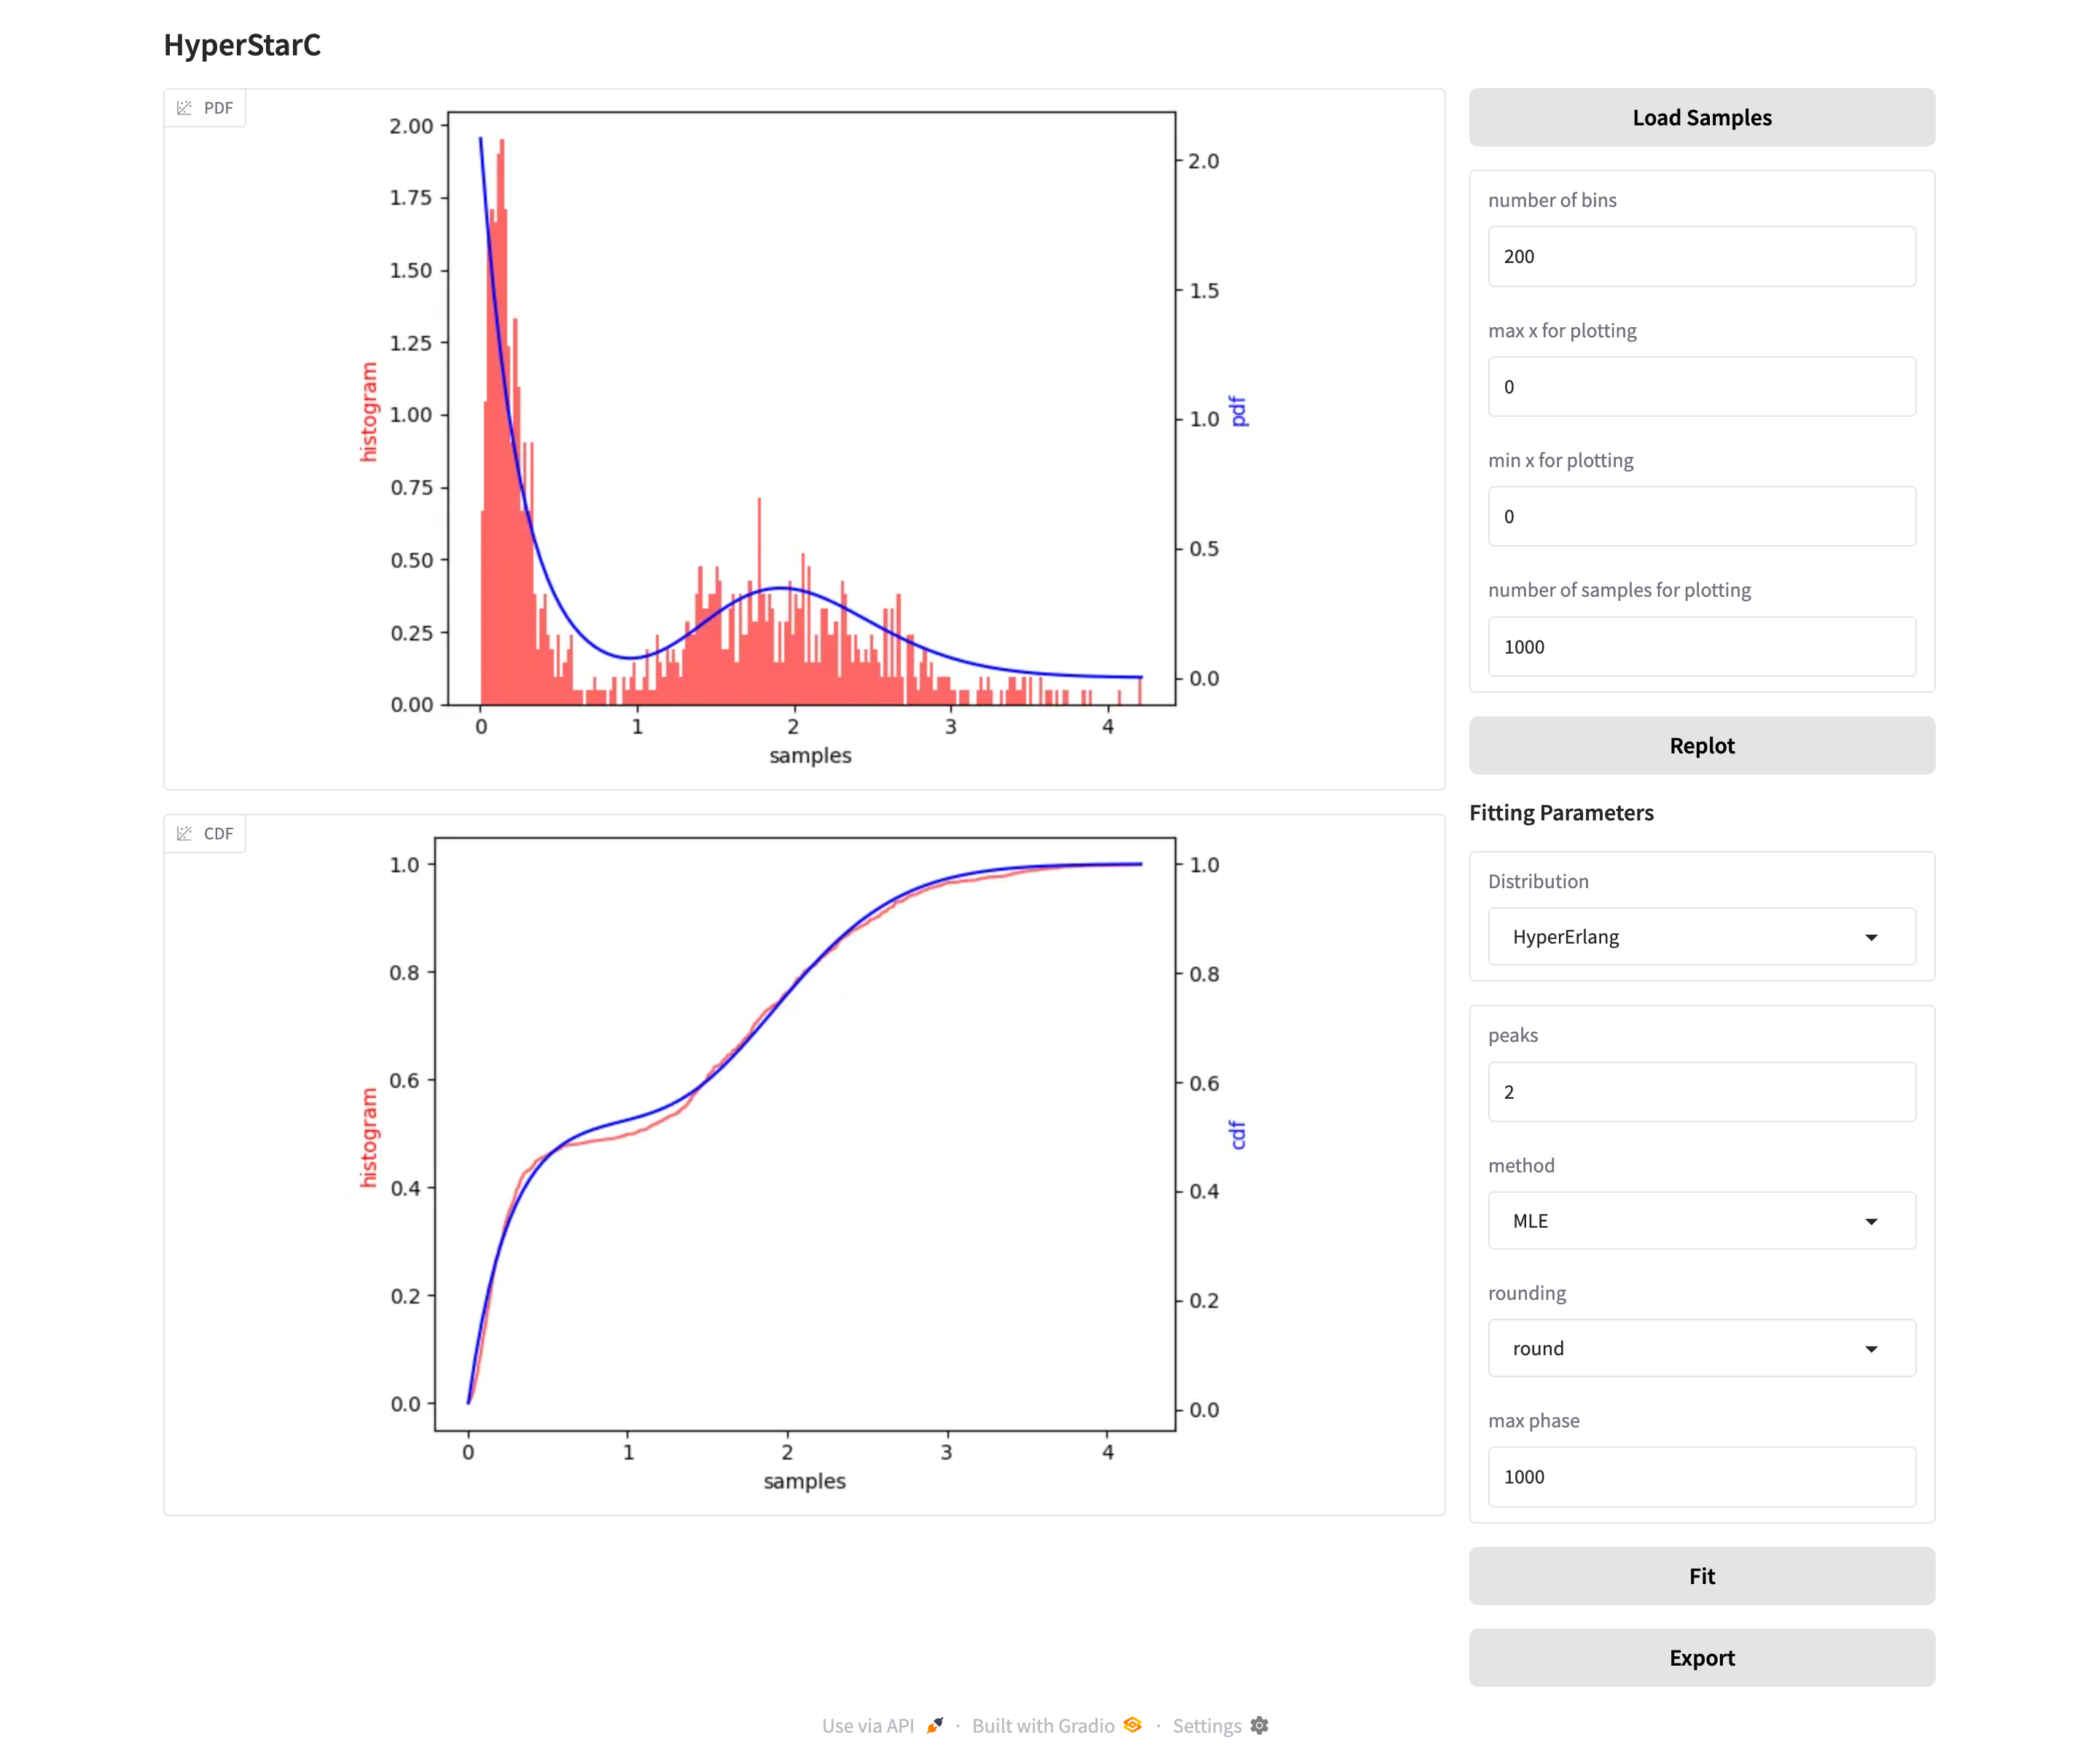 HyperStarC
PDF
2.00
1.75
1.50
1.25
1.00
0.75
0.50
0.25
0.00
histogram
2.0
1.5
1.0
0.5
0.0
pdf
0 1 2 3 4
samples
CDF
1.0
0.8
0.6
0.4
0.2
0.0
histogram
1.0
0.8
0.6
0.4
0.2
0.0
cdf
0 1 2 3 4
samples
Load Samples
number of bins
200
max x for plotting
0
min x for plotting
0
number of samples for plotting
1000
Replot
Fitting Parameters
Distribution
HyperErlang
peaks
2
method
MLE
rounding
round
max phase
1000
Fit
Export
Use via API · Built with Gradio · Settings